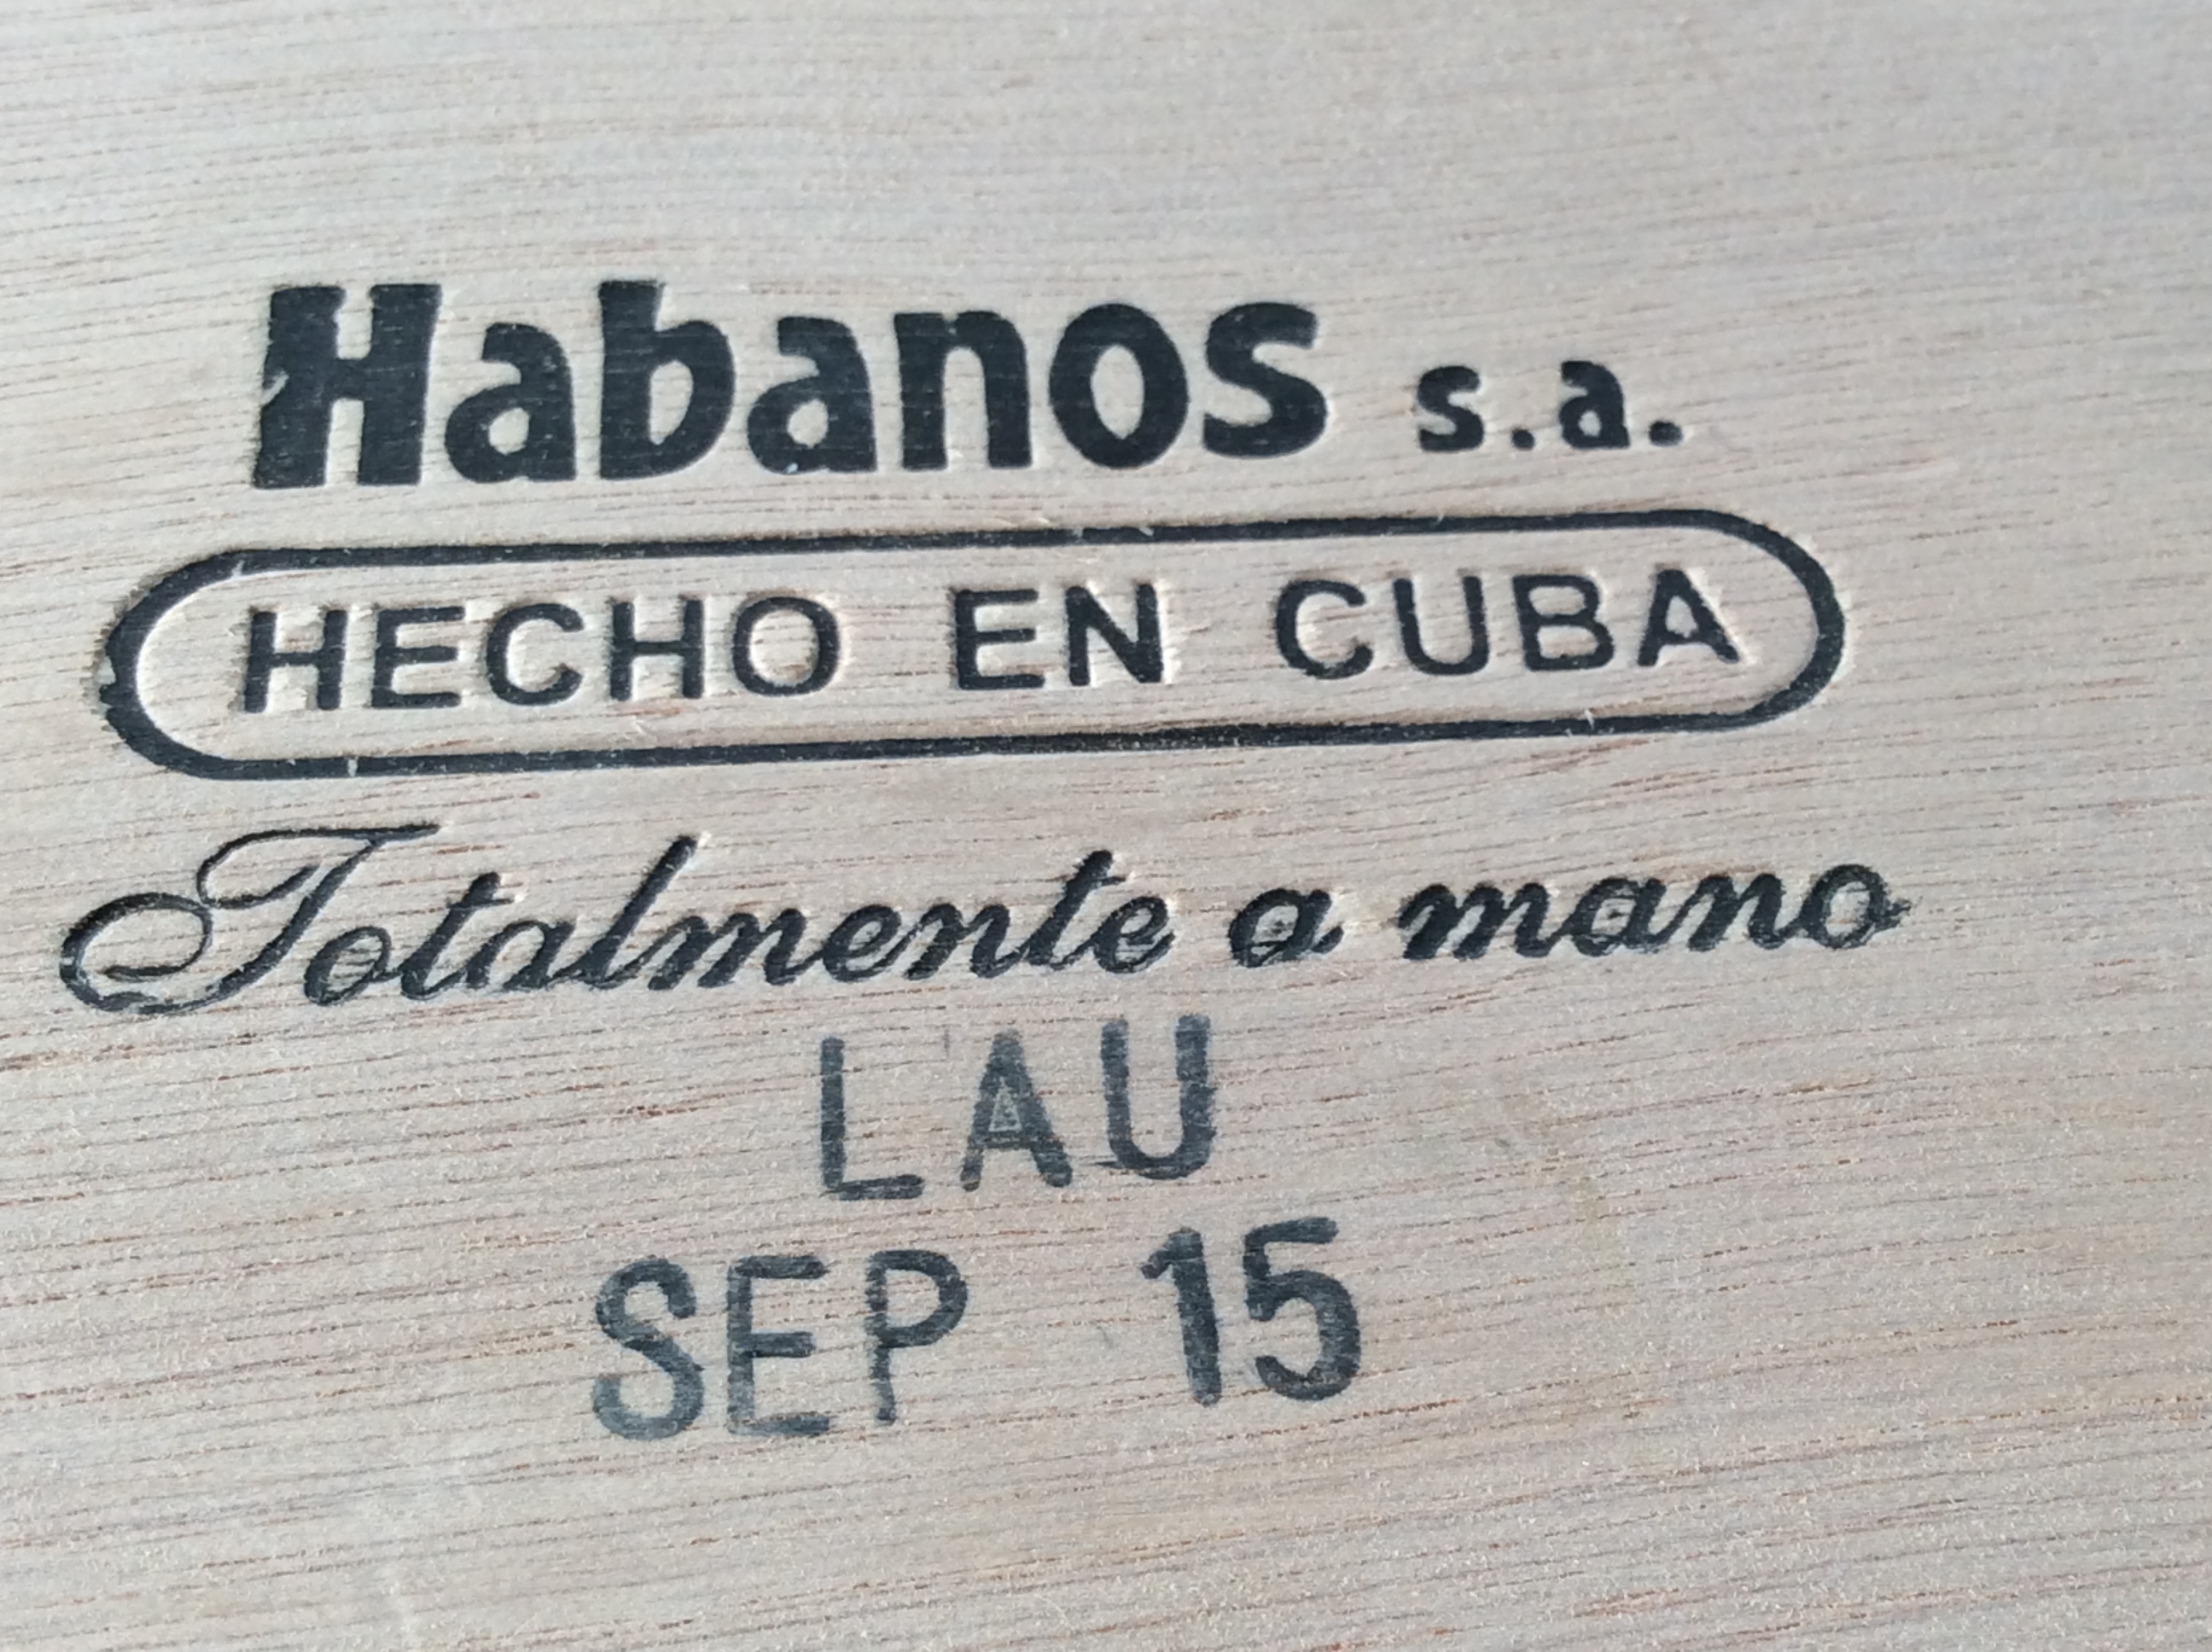 Habanos s.a.
HECHO EN CUBA
Totalmente a mano
LAU
SEP 15